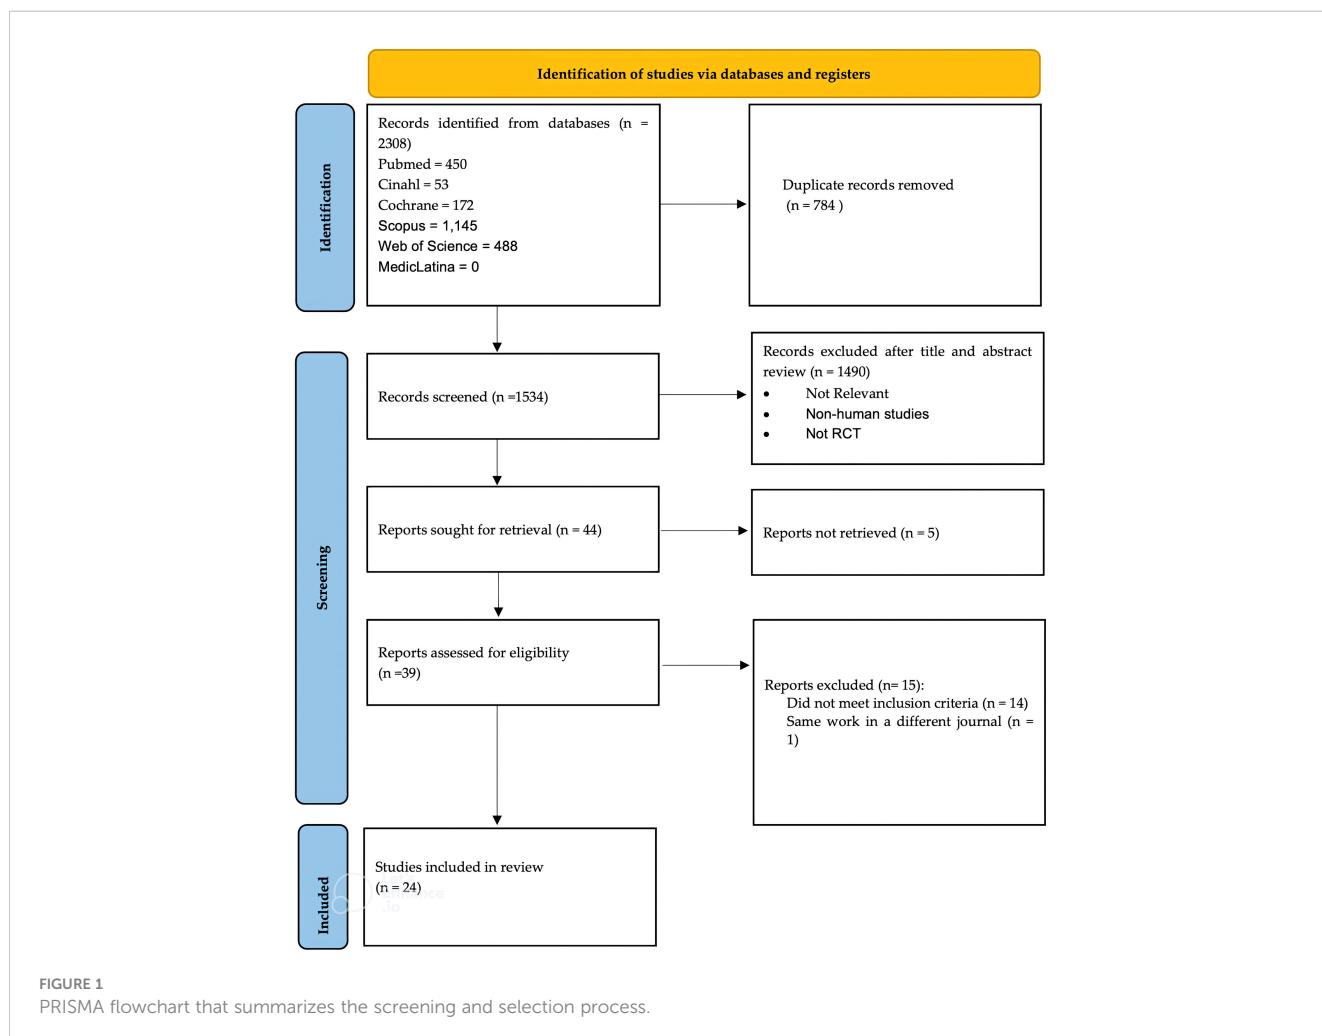 Identification of studies via databases and registers
Identification
Records identified from databases (n =
2308)
Pubmed = 450
Cinahl = 53
Cochrane = 172
Scopus = 1,145
Web of Science = 488
MedicLatina = 0
Duplicate records removed
(n = 784 )
Screening
Records screened (n =1534)
Records excluded after title and abstract
review (n = 1490)
• Not Relevant
• Non-human studies
• Not RCT
Reports sought for retrieval (n = 44)
Reports not retrieved (n = 5)
Reports assessed for eligibility
(n =39)
Reports excluded (n= 15):
Did not meet inclusion criteria (n = 14)
Same work in a different journal (n =
1)
Included
Studies included in review
(n = 24)
.io
FIGURE 1
PRISMA flowchart that summarizes the screening and selection process.